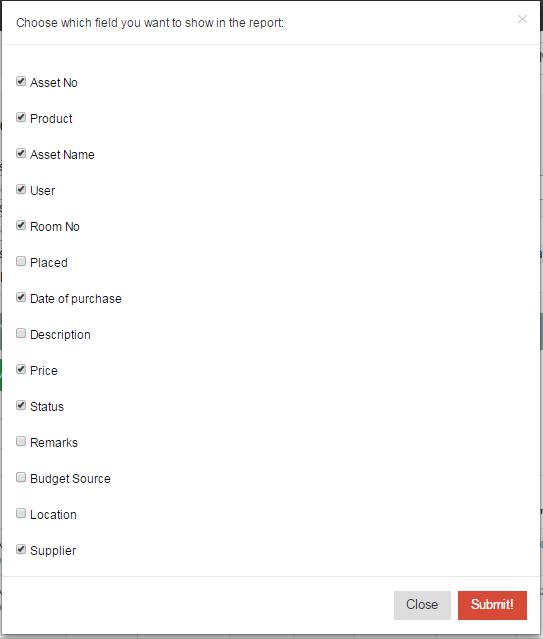 Choose which field you want to show in the report:
×
Asset No
Product
Asset Name
User
Room No
Placed
Date of purchase
Description
Price
Status
Remarks
Budget Source
Location
Supplier
Close Submit!